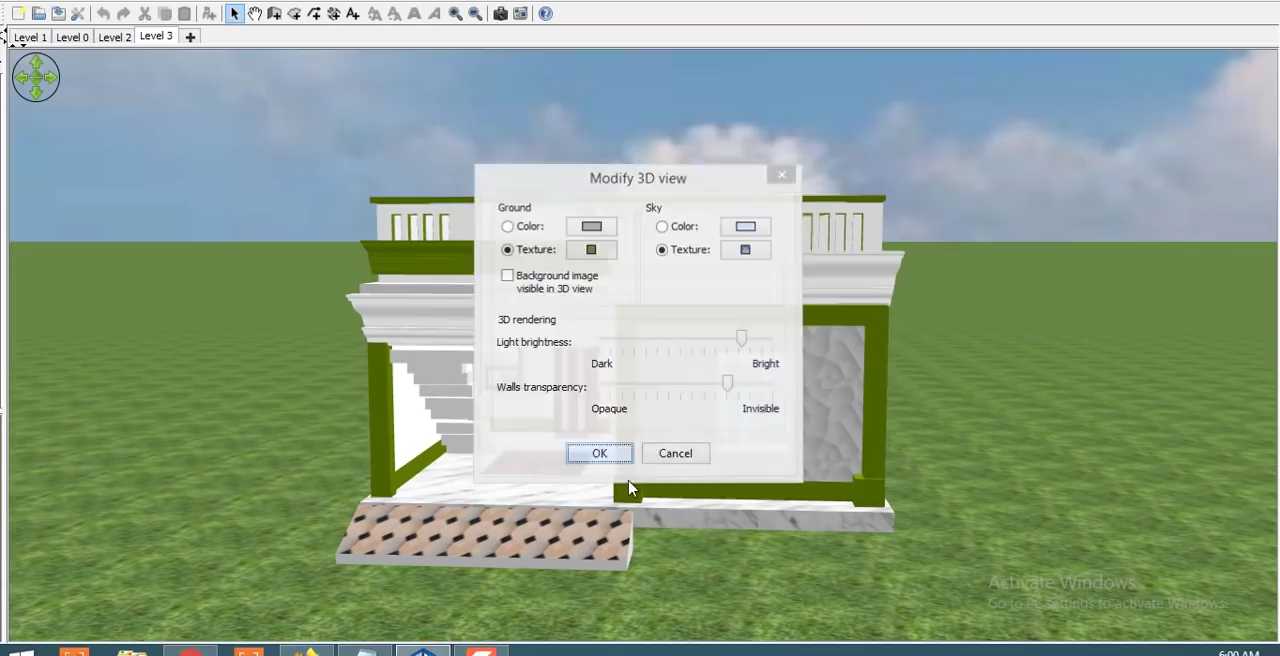 Level 1 Level 0 Level 2 Level 3
Modify 3D view
Ground Sky
Color: Color:
Texture: Texture:
Background image
visible in 3D view
3D rendering
Light brightness:
Dark Bright
Walls transparency:
Opaque Invisible
OK Cancel
Activate Windows
Go to PC settings to activate Windows.
6:00 AM